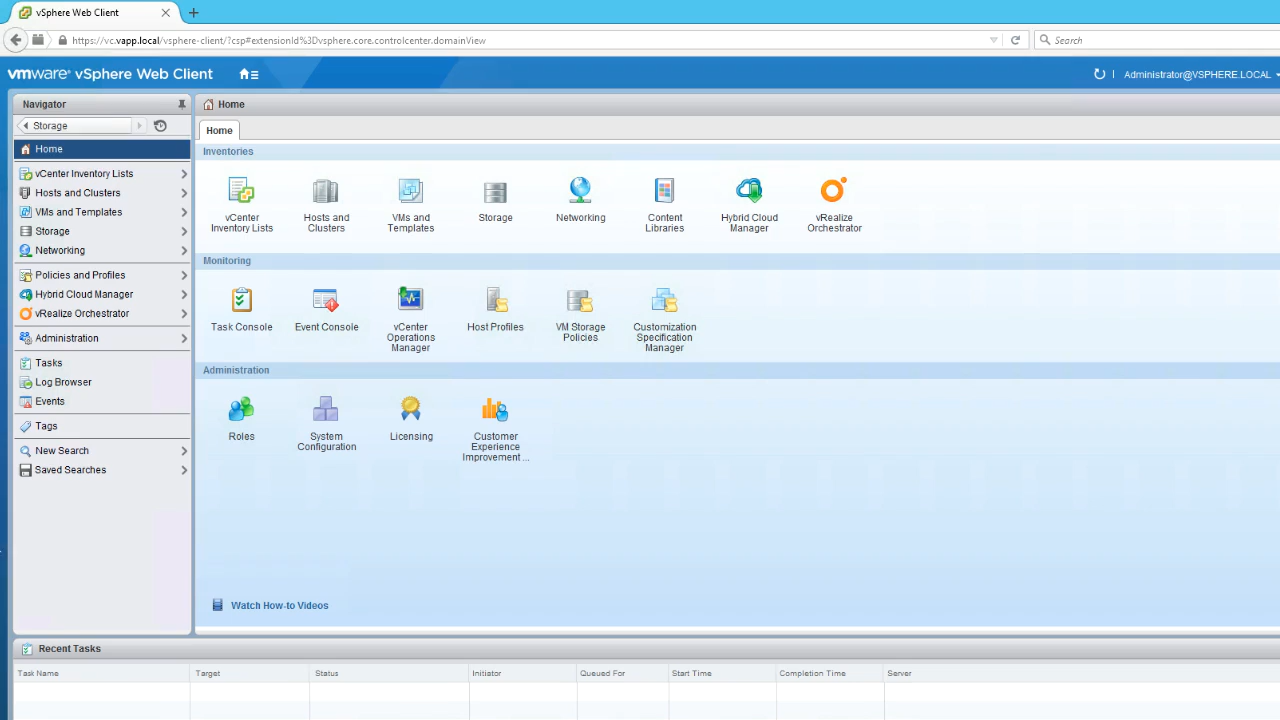 vSphere Web Client
https://vc.vapp.local/vsphere-client/?csp#extensionId%3Dvsphere.core.controlcenter.domainView
Search
vmware® vSphere Web Client
Administrator@VSPHERE.LOCAL
Navigator
Storage
Home
vCenter Inventory Lists
Hosts and Clusters
VMs and Templates
Storage
Networking
Policies and Profiles
Hybrid Cloud Manager
vRealize Orchestrator
Administration
Tasks
Log Browser
Events
Tags
New Search
Saved Searches
Home
Home
Inventories
vCenter
Inventory Lists
Hosts and
Clusters
VMs and
Templates
Storage
Networking
Content
Libraries
Hybrid Cloud
Manager
vRealize
Orchestrator
Monitoring
Task Console
Event Console
vCenter
Operations
Manager
Host Profiles
VM Storage
Policies
Customization
Specification
Manager
Administration
Roles
System
Configuration
Licensing
Customer
Experience
Improvement ...
Watch How-to Videos
Recent Tasks
Task Name
Target
Status
Initiator
Queued For
Start Time
Completion Time
Server